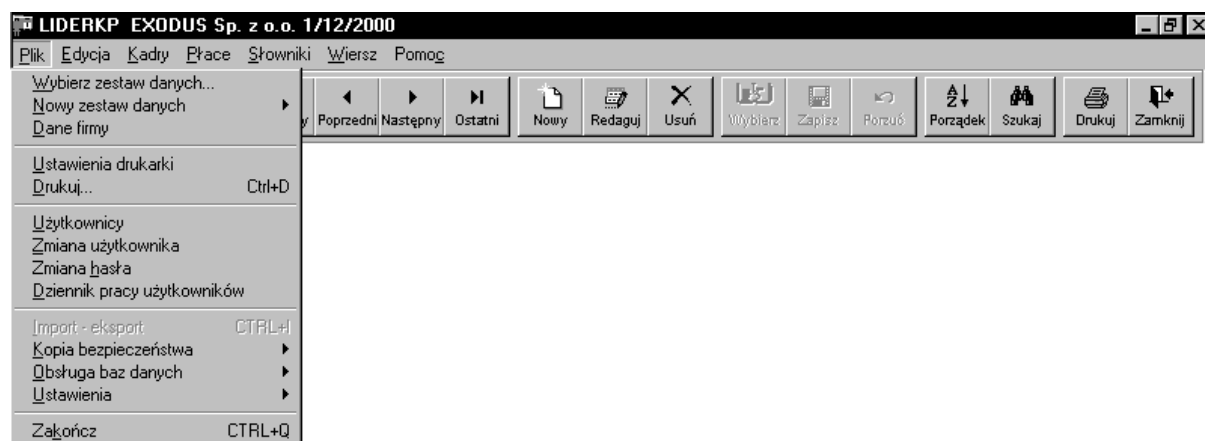 LIDERKP EXODUS Sp. z o.o. 1/12/2000
Plik Edycja Kadry Płace Słowniki Wiersz Pomoc
Wybierz zestaw danych...
Nowy zestaw danych
Dane firmy
Ustawienia drukarki
Drukuj... Ctrl+D
Użytkownicy
Zmiana użytkownika
Zmiana hasła
Dziennik pracy użytkowników
Import - eksport CTRL+I
Kopia bezpieczeństwa
Obsługa baz danych
Ustawienia
Zakończ CTRL+Q
Poprzedni Następny Ostatni Nowy Redaguj Usuń Wybierz Zapisz Porzuć Porządek Szukaj Drukuj Zamknij